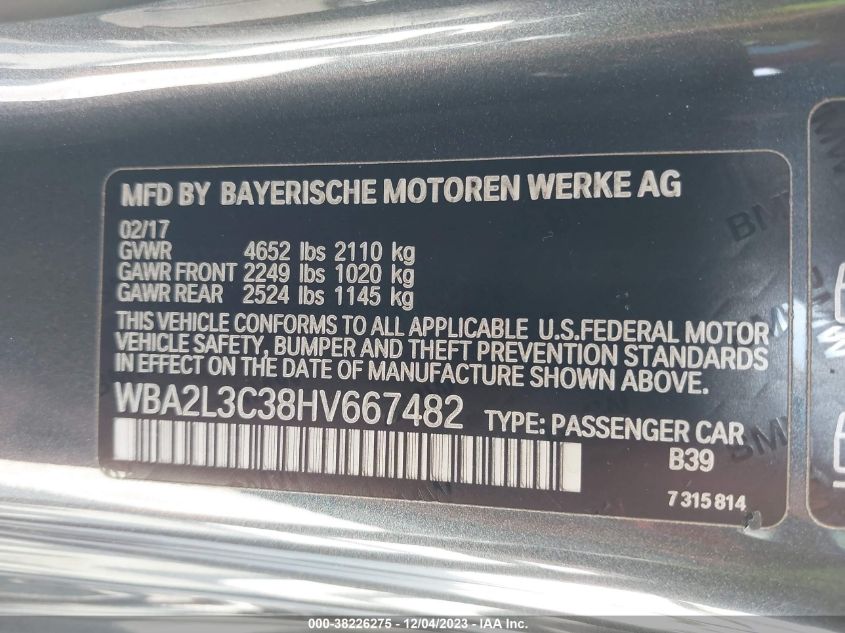 MFD BY BAYERISCHE MOTOREN WERKE AG
02/17
GVWR 4652 lbs 2110 kg
GAWR FRONT 2249 lbs 1020 kg
GAWR REAR 2524 lbs 1145 kg
THIS VEHICLE CONFORMS TO ALL APPLICABLE U.S.FEDERAL MOTOR
VEHICLE SAFETY, BUMPER AND THEFT PREVENTION STANDARDS
IN EFFECT ON THE DATE OF MANUFACTURE SHOWN ABOVE.
WBA2L3C38HV667482 TYPE: PASSENGER CAR
B39
7 315 814
000-38226275 - 12/04/2023 - IAA Inc.